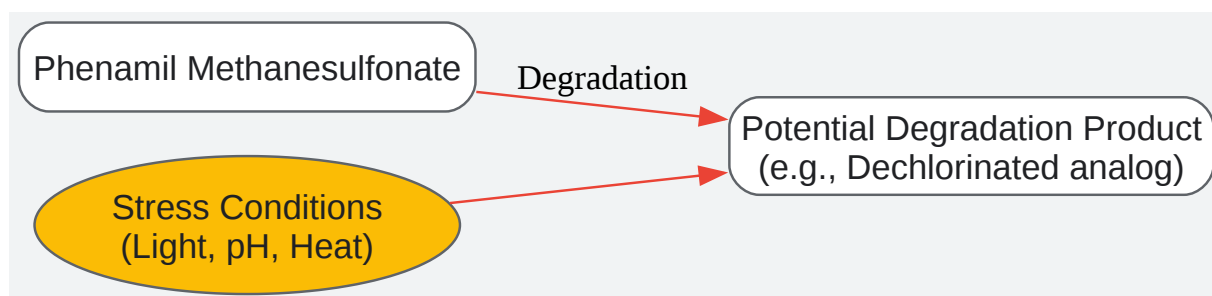 Phenamil Methanesulfonate
Degradation
Potential Degradation Product
(e.g., Dechlorinated analog)
Stress Conditions
(Light, pH, Heat)